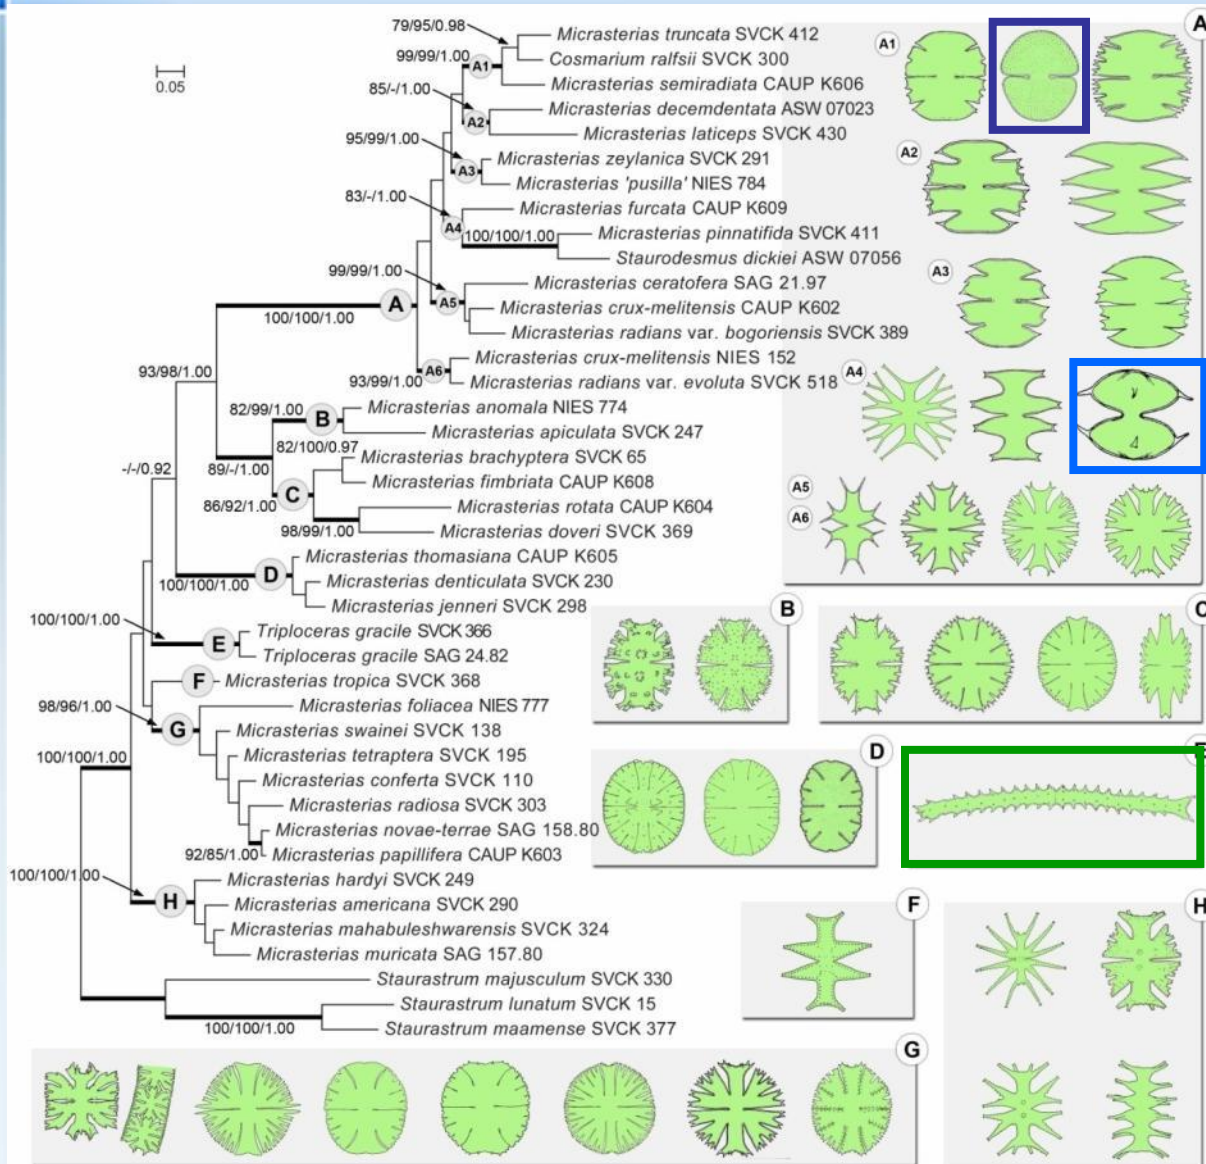 79/95/0.98
Micrasterias truncata SVCK 412
Cosmarium ralfsii SVCK 300
99/99/1.00
A1
Micrasterias semiradiata CAUP K606
0.05
85/-/1.00
Micrasterias decemdentata ASW 07023
A2
Micrasterias laticeps SVCK 430
95/99/1.00
Micrasterias zeylanica SVCK 291
A3
Micrasterias 'pusilla' NIES 784
83/-/1.00
Micrasterias furcata CAUP K609
A4
100/100/1.00
Micrasterias pinnatifida SVCK 411
Staurodesmus dickiei ASW 07056
99/99/1.00
Micrasterias ceratofera SAG 21.97
A5
Micrasterias crux-melitensis CAUP K602
A
100/100/1.00
Micrasterias radians var. bogoriensis SVCK 389
Micrasterias crux-melitensis NIES 152
A6
93/99/1.00
Micrasterias radians var. evoluta SVCK 518
93/98/1.00
82/99/1.00
Micrasterias anomala NIES 774
B
Micrasterias apiculata SVCK 247
82/100/0.97
Micrasterias brachyptera SVCK 65
-/-/0.92
89/-/1.00
Micrasterias fimbriata CAUP K608
C
86/92/1.00
Micrasterias rotata CAUP K604
98/99/1.00
Micrasterias doveri SVCK 369
Micrasterias thomasiana CAUP K605
D
100/100/1.00
Micrasterias denticulata SVCK 230
Micrasterias jenneri SVCK 298
100/100/1.00
Triploceras gracile SVCK 366
E
Triploceras gracile SAG 24.82
F
Micrasterias tropica SVCK 368
98/96/1.00
Micrasterias foliacea NIES 777
G
Micrasterias swainei SVCK 138
100/100/1.00
Micrasterias tetraptera SVCK 195
Micrasterias conferta SVCK 110
Micrasterias radiosa SVCK 303
Micrasterias novae-terrae SAG 158.80
92/85/1.00
Micrasterias papillifera CAUP K603
100/100/1.00
Micrasterias hardyi SVCK 249
H
Micrasterias americana SVCK 290
Micrasterias mahabuleshwarensis SVCK 324
Micrasterias muricata SAG 157.80
Staurastrum majusculum SVCK 330
Staurastrum lunatum SVCK 15
100/100/1.00
Staurastrum maamense SVCK 377
A
A1
A2
A3
A4
A5
A6
B
C
D
F
H
G